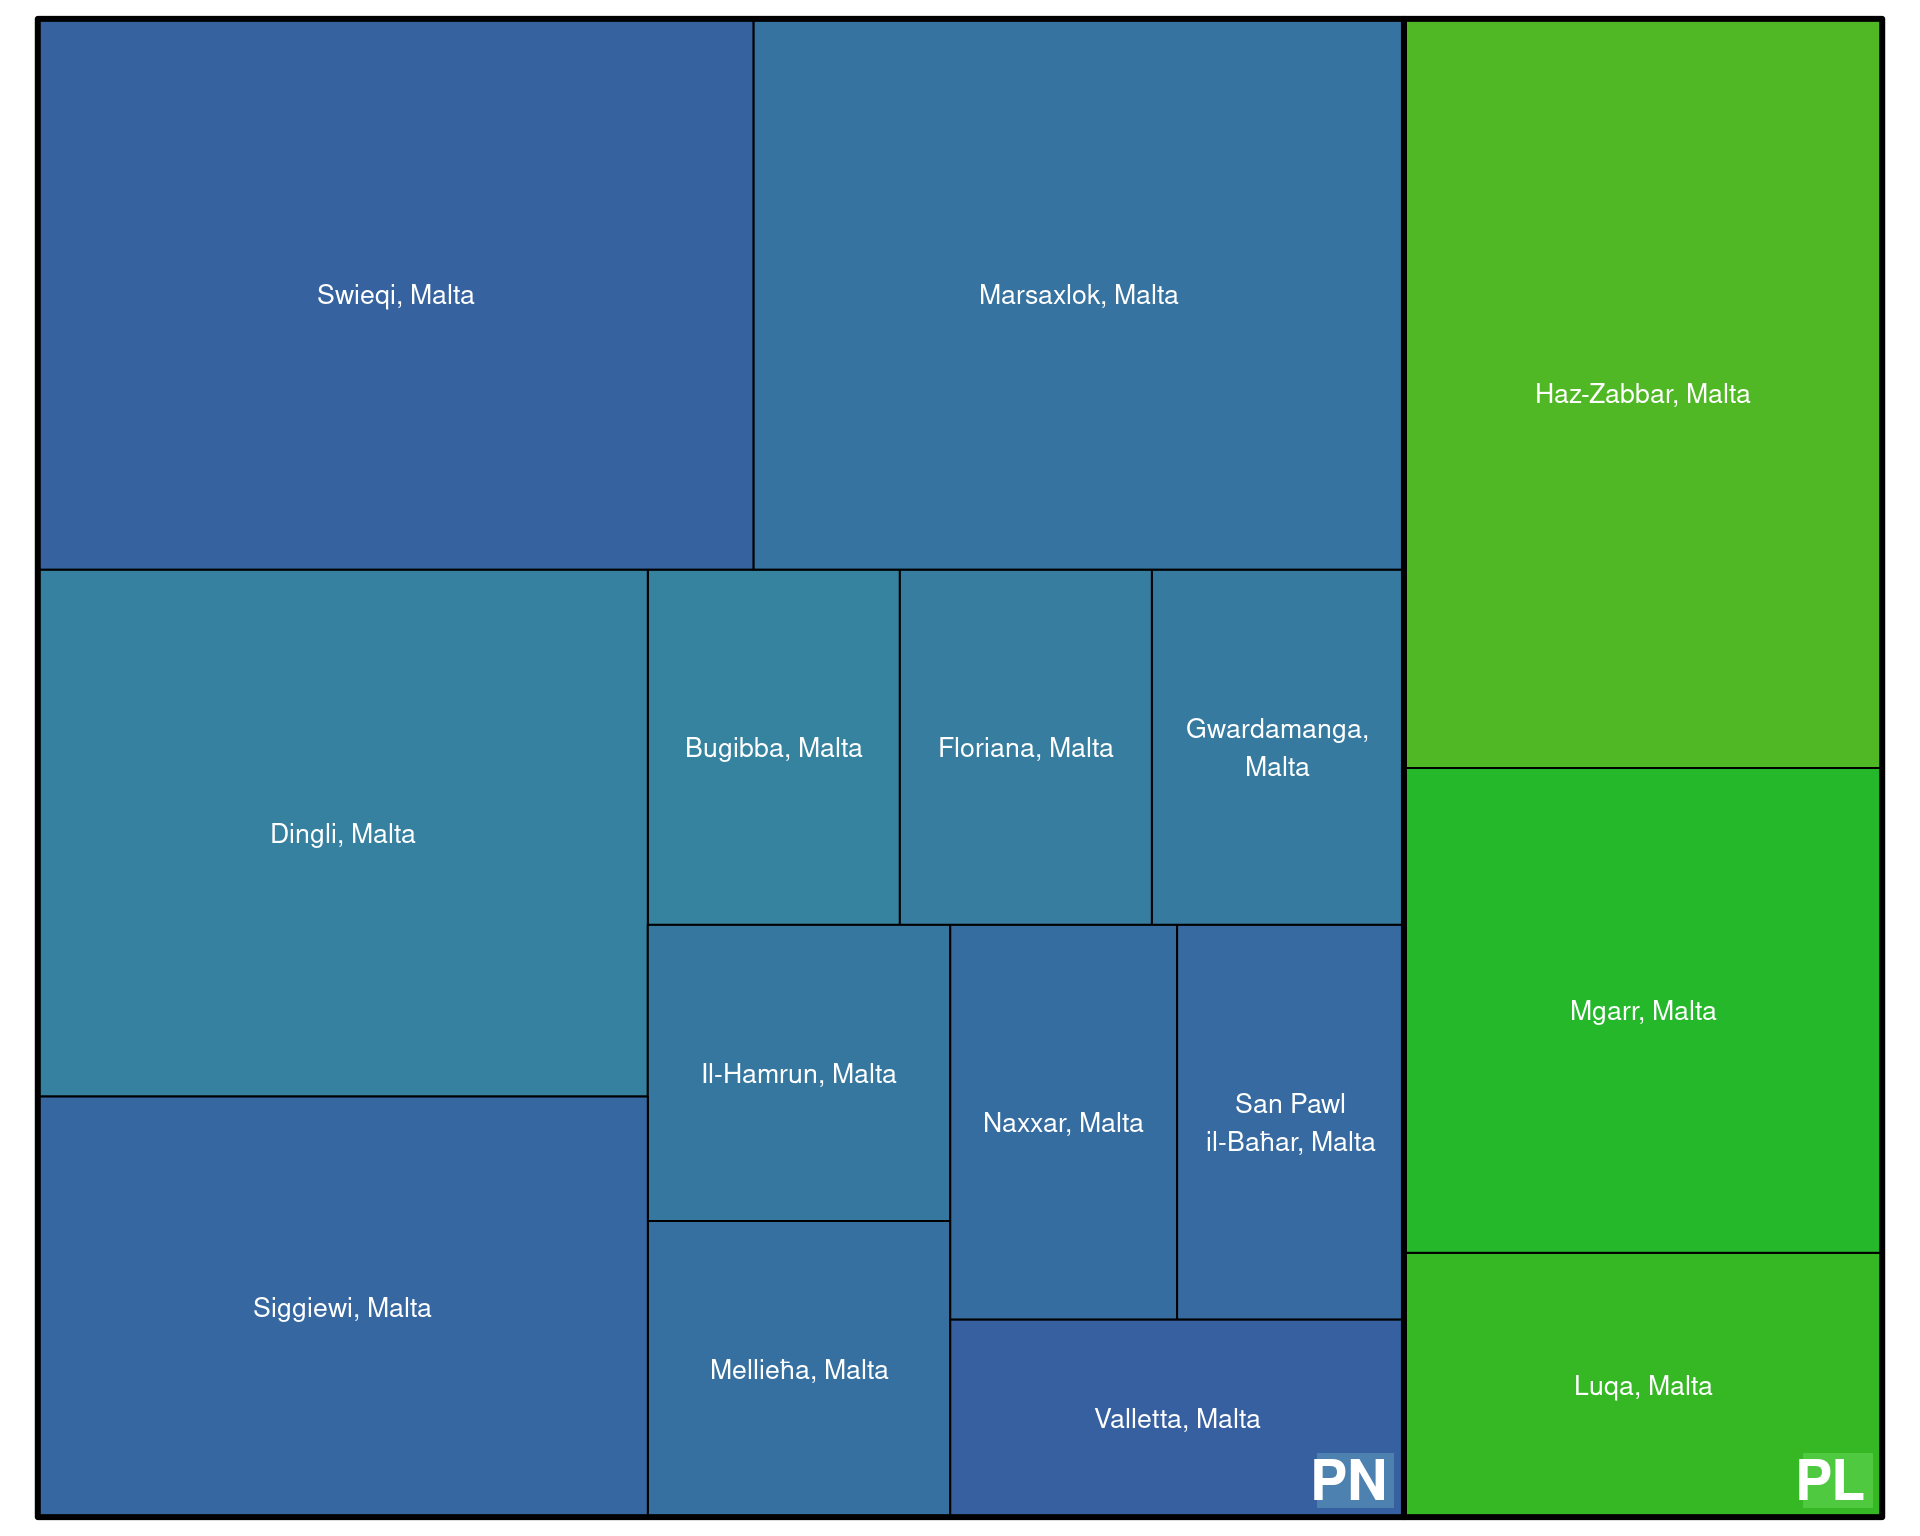 Swieqi, Malta
Marsaxlok, Malta
Haz-Zabbar, Malta
Dingli, Malta
Bugibba, Malta
Floriana, Malta
Gwardamanga,
Malta
Il-Hamrun, Malta
Naxxar, Malta
San Pawl
il-Baħar, Malta
Mgarr, Malta
Siggiewi, Malta
Mellieħa, Malta
Valletta, Malta
Luqa, Malta
PN
PL